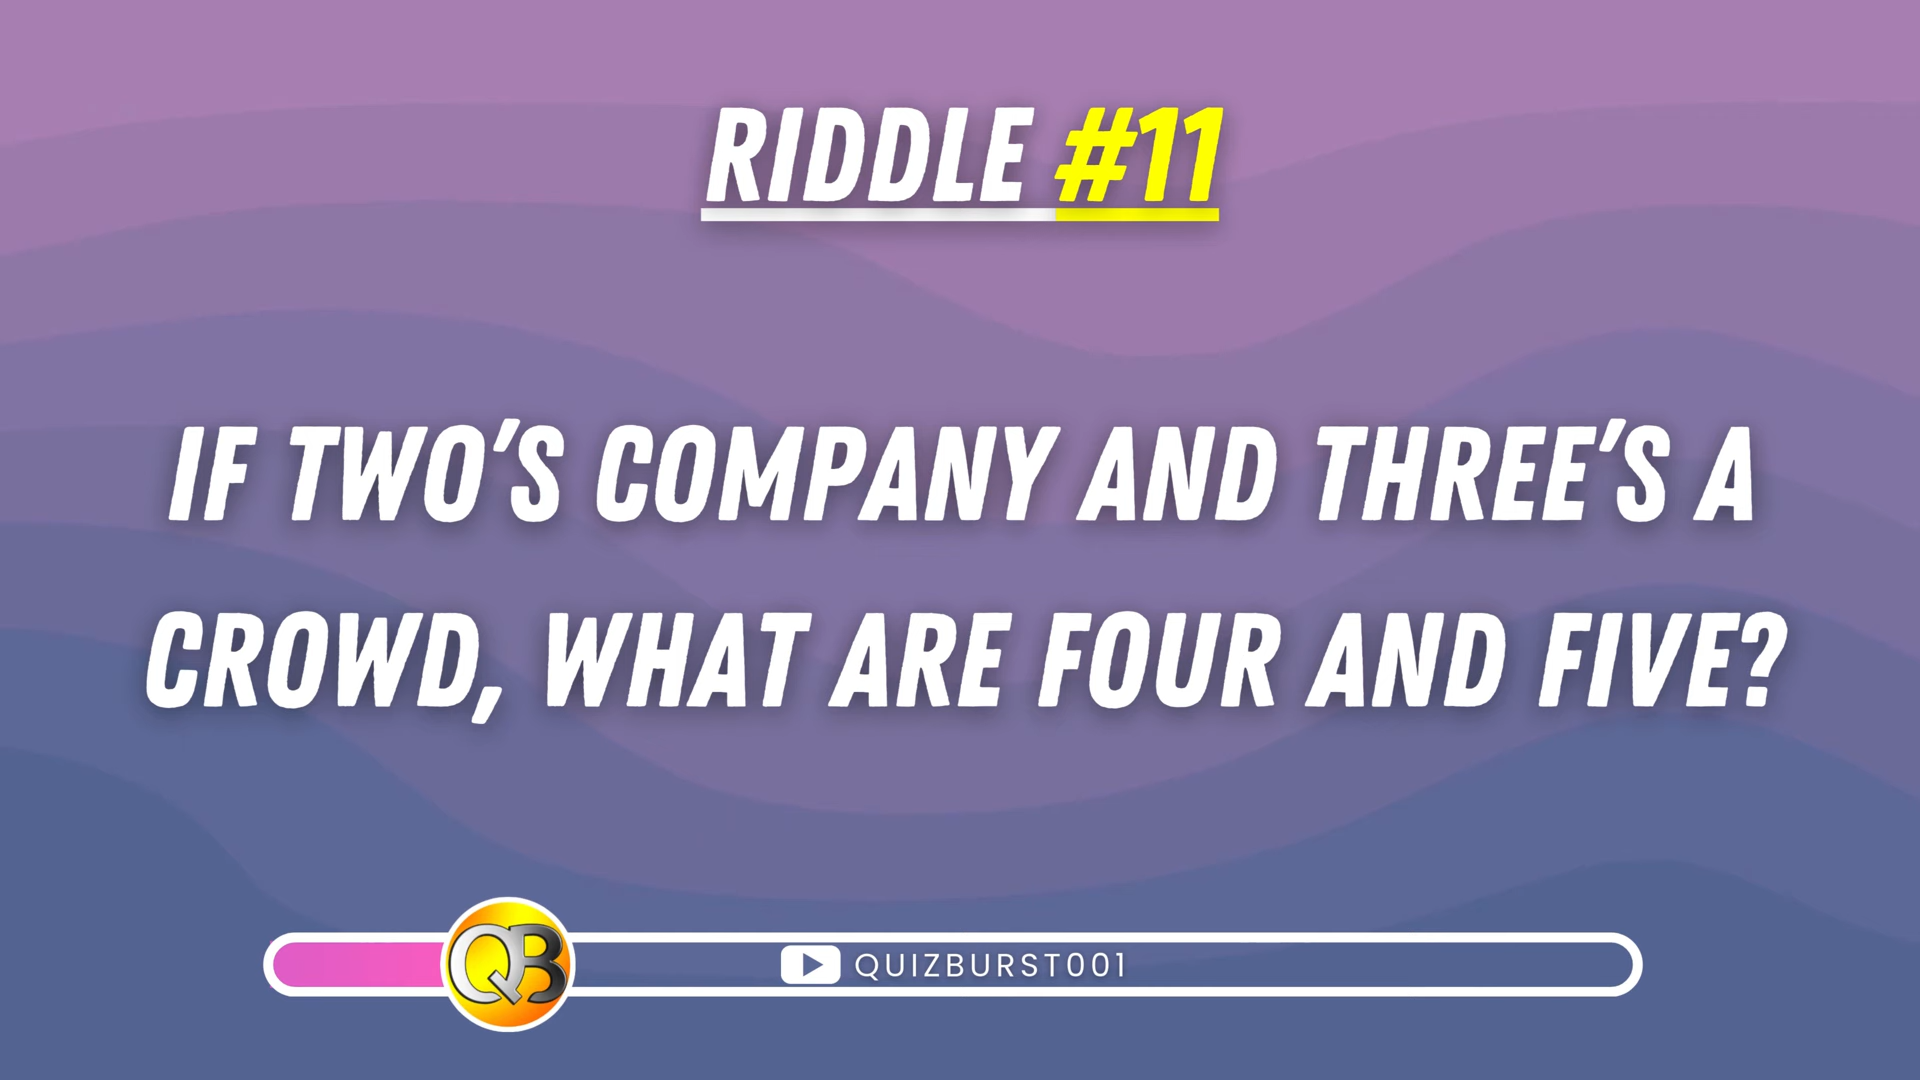 RIDDLE #11
IF TWO'S COMPANY AND THREE'S A
CROWD, WHAT ARE FOUR AND FIVE?
QB
QUIZBURST001